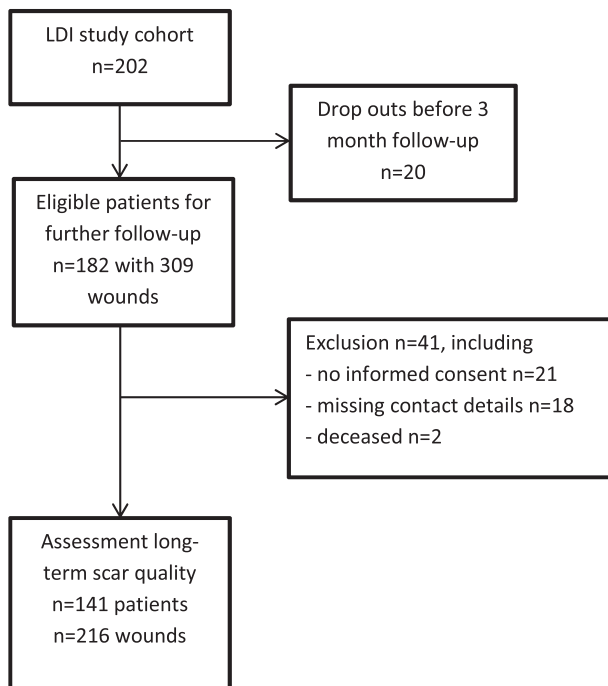 LDI study cohort
n=202
Drop outs before 3
month follow-up
n=20
Eligible patients for
further follow-up
n=182 with 309
wounds
Exclusion n=41, including
- no informed consent n=21
- missing contact details n=18
- deceased n=2
Assessment long-
term scar quality
n=141 patients
n=216 wounds